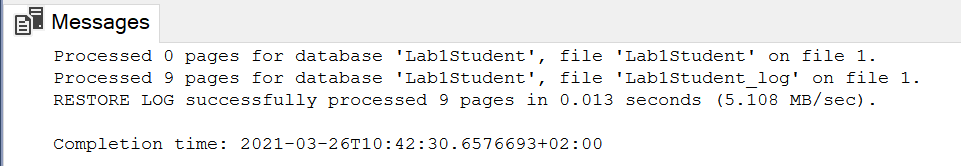 Messages
Processed 0 pages for database 'Lab1Student', file 'Lab1Student' on file 1.
Processed 9 pages for database 'Lab1Student', file 'Lab1Student_log' on file 1.
RESTORE LOG successfully processed 9 pages in 0.013 seconds (5.108 MB/sec).
Completion time: 2021-03-26T10:42:30.6576693+02:00